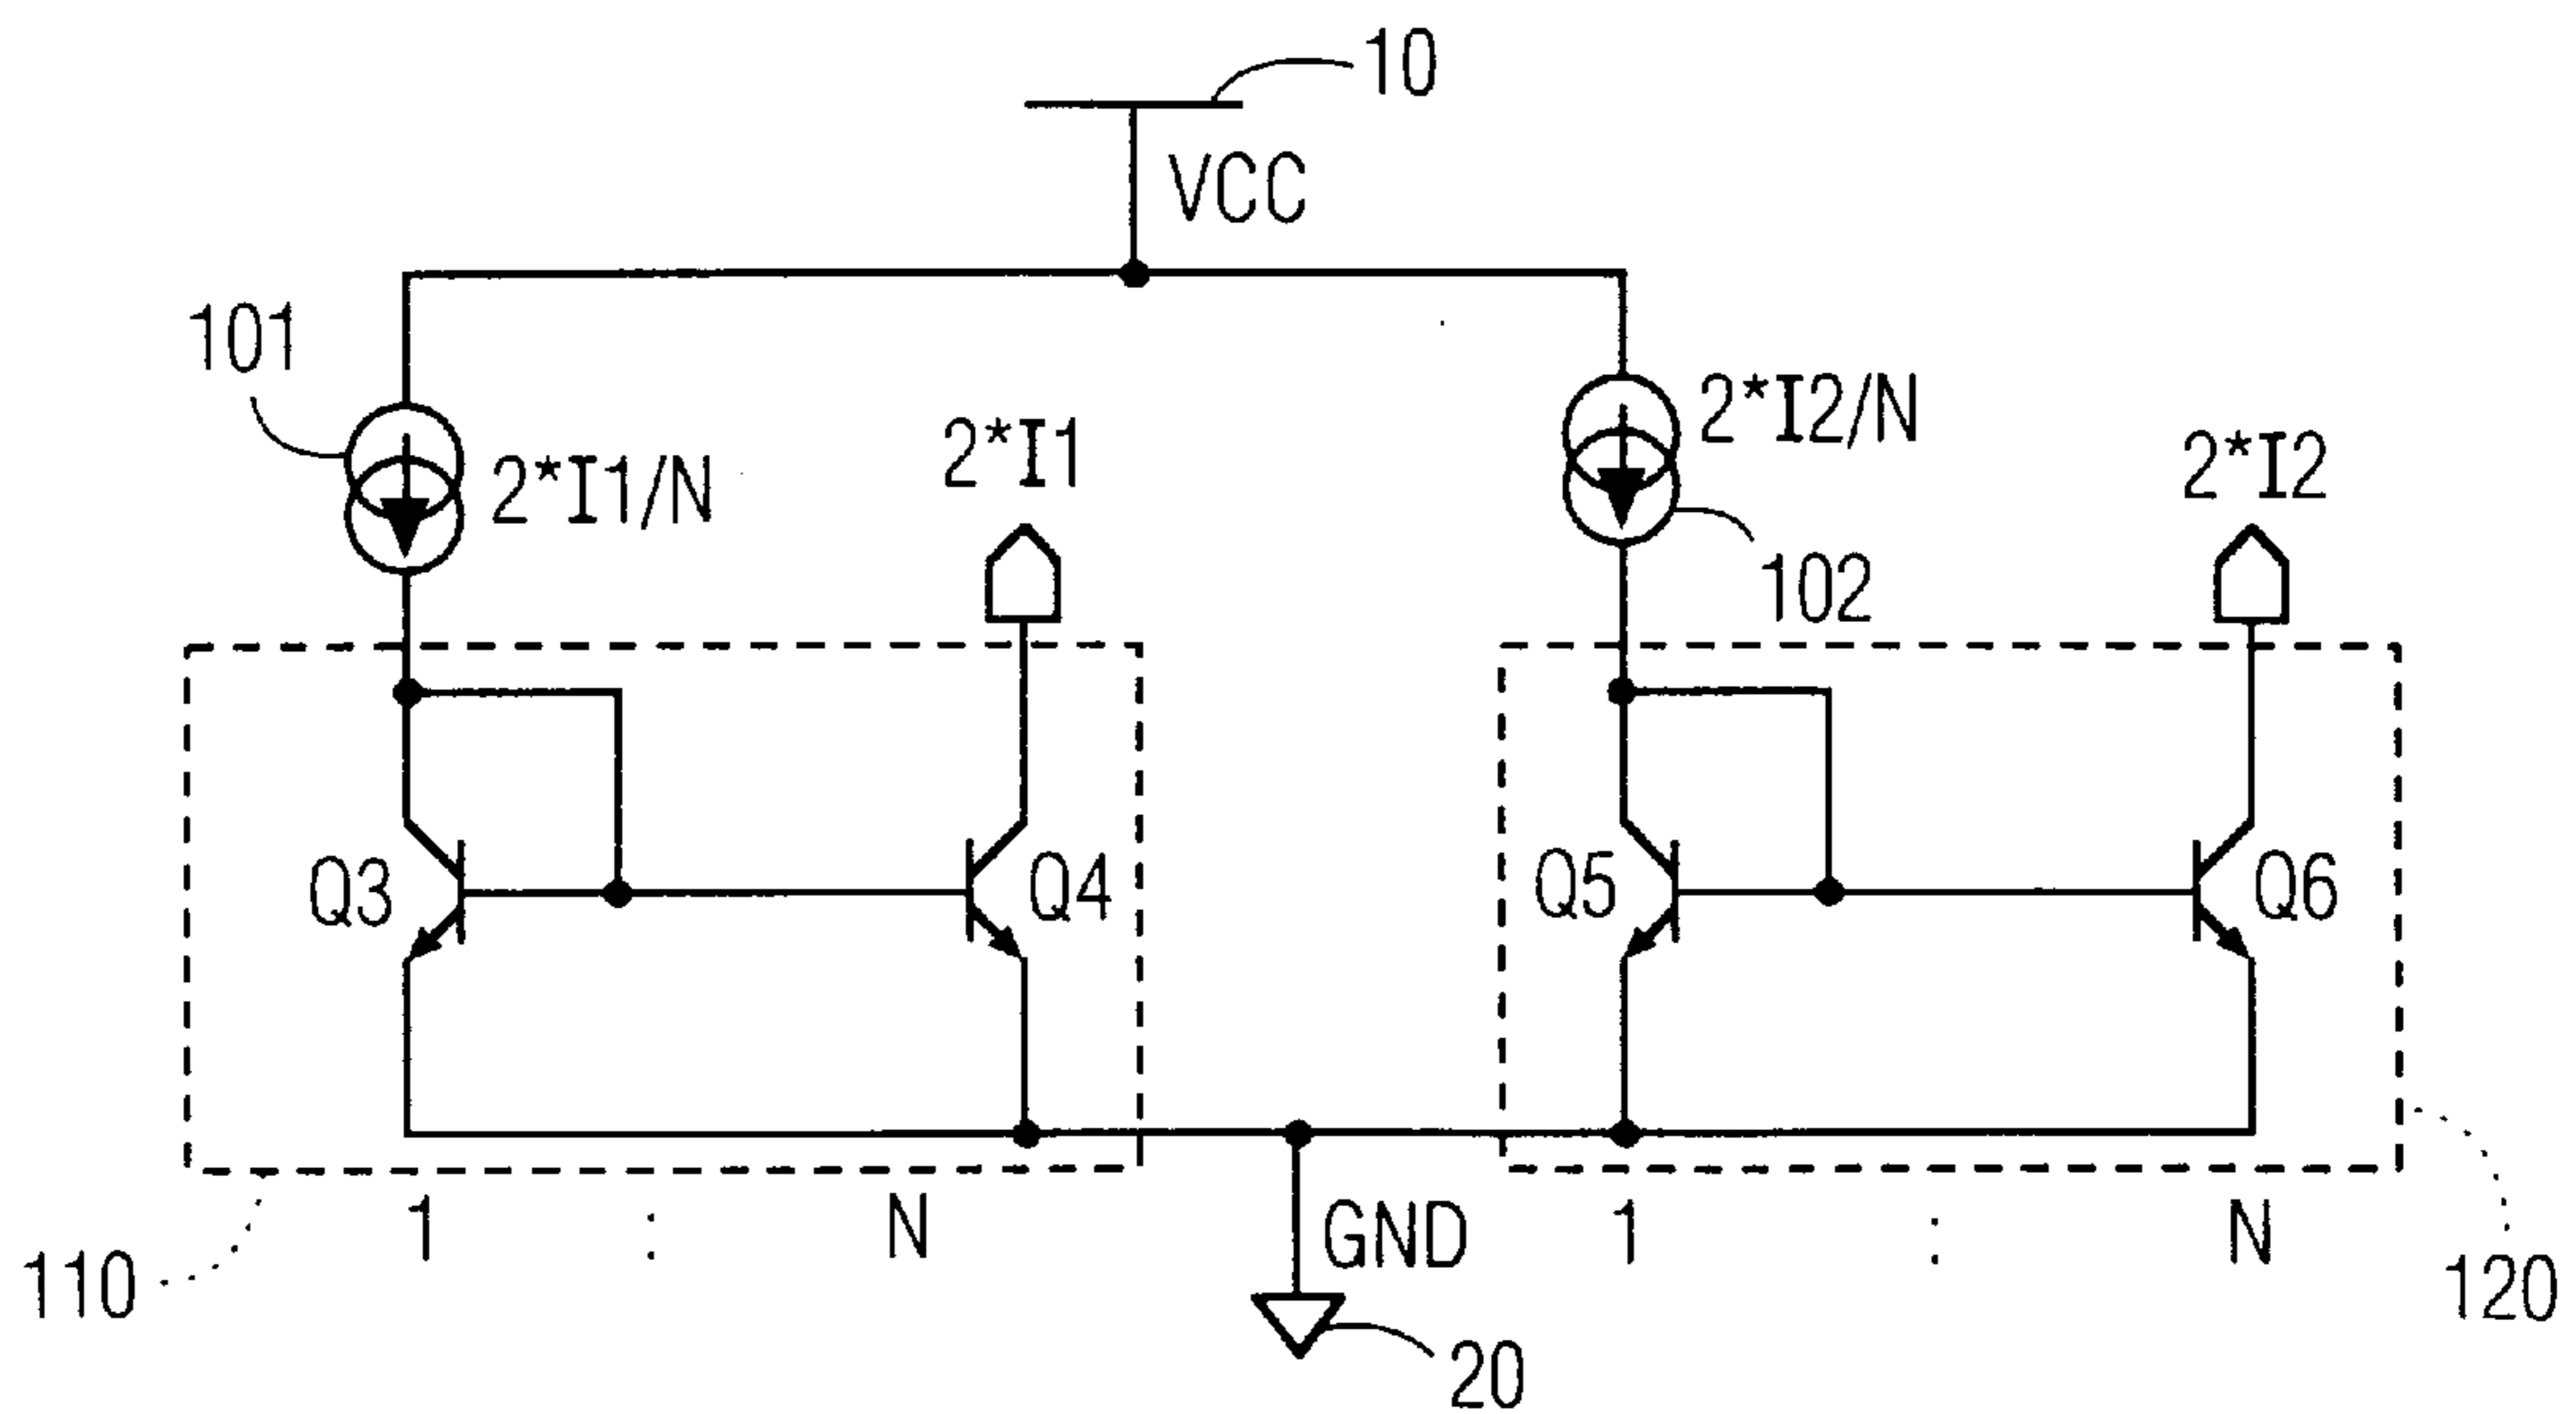 10
VCC
101
2*I1/N
2*I1
2*I2/N
2*I2
102
Q3
Q4
Q5
Q6
1 : N
GND
1 : N
110
120
20